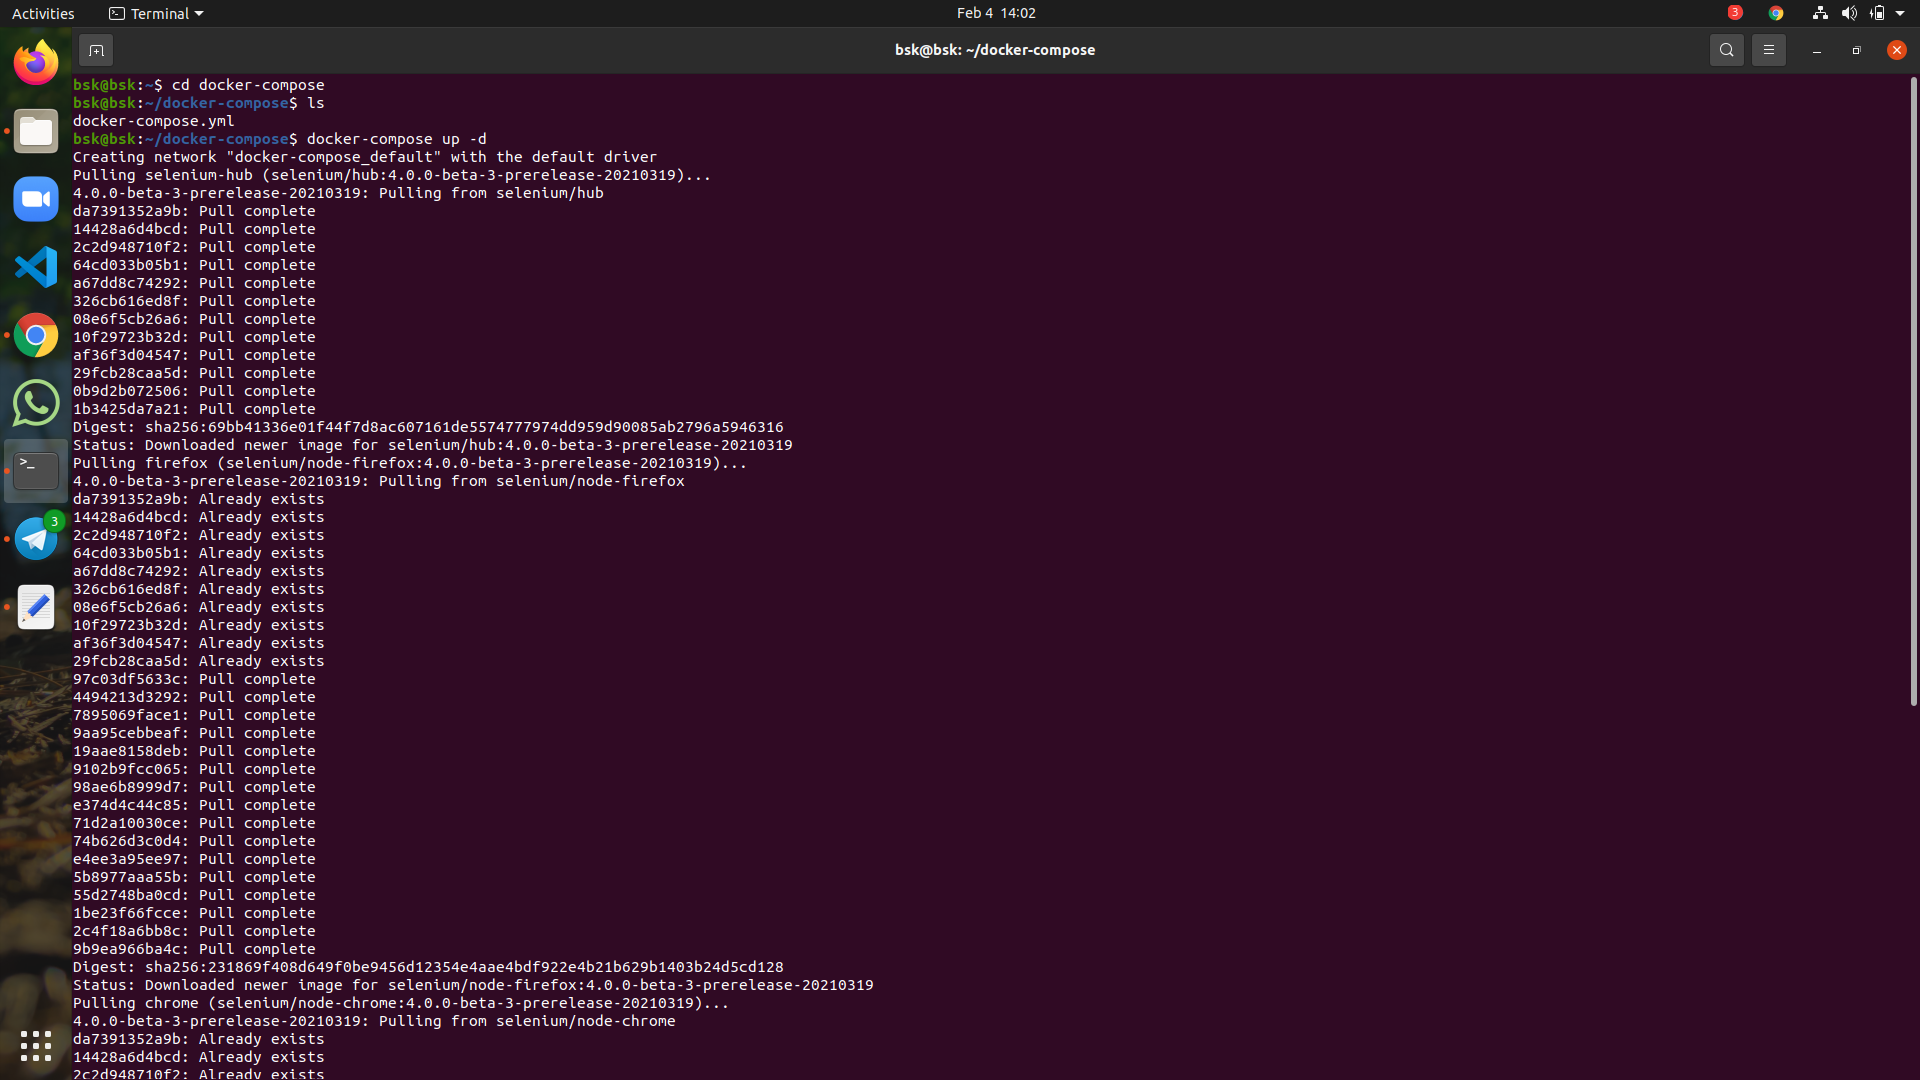 Activities
Terminal
Feb 4 14:02
3
bsk@bsk: ~/docker-compose
bsk@bsk:~$ cd docker-compose
bsk@bsk:~/docker-compose$ ls
docker-compose.yml
bsk@bsk:~/docker-compose$ docker-compose up -d
Creating network "docker-compose_default" with the default driver
Pulling selenium-hub (selenium/hub:4.0.0-beta-3-prerelease-20210319)...
4.0.0-beta-3-prerelease-20210319: Pulling from selenium/hub
da7391352a9b: Pull complete
14428a6d4bcd: Pull complete
2c2d948710f2: Pull complete
64cd033b05b1: Pull complete
a67dd8c74292: Pull complete
326cb616ed8f: Pull complete
08e6f5cb26a6: Pull complete
10f29723b32d: Pull complete
af36f3d04547: Pull complete
29fcb28caa5d: Pull complete
0b9d2b072506: Pull complete
1b3425da7a21: Pull complete
Digest: sha256:69bb41336e01f44f7d8ac607161de5574777974dd959d90085ab2796a5946316
Status: Downloaded newer image for selenium/hub:4.0.0-beta-3-prerelease-20210319
Pulling firefox (selenium/node-firefox:4.0.0-beta-3-prerelease-20210319)...
4.0.0-beta-3-prerelease-20210319: Pulling from selenium/node-firefox
da7391352a9b: Already exists
14428a6d4bcd: Already exists
2c2d948710f2: Already exists
64cd033b05b1: Already exists
a67dd8c74292: Already exists
326cb616ed8f: Already exists
08e6f5cb26a6: Already exists
10f29723b32d: Already exists
af36f3d04547: Already exists
29fcb28caa5d: Already exists
97c03df5633c: Pull complete
4494213d3292: Pull complete
7895069face1: Pull complete
9aa95cebbeaf: Pull complete
19aae8158deb: Pull complete
9102b9fcc065: Pull complete
98ae6b8999d7: Pull complete
e374d4c44c85: Pull complete
71d2a10030ce: Pull complete
74b626d3c0d4: Pull complete
e4ee3a95ee97: Pull complete
5b8977aaa55b: Pull complete
55d2748ba0cd: Pull complete
1be23f66fcce: Pull complete
2c4f18a6bb8c: Pull complete
9b9ea966ba4c: Pull complete
Digest: sha256:231869f408d649f0be9456d12354e4aae4bdf922e4b21b629b1403b24d5cd128
Status: Downloaded newer image for selenium/node-firefox:4.0.0-beta-3-prerelease-20210319
Pulling chrome (selenium/node-chrome:4.0.0-beta-3-prerelease-20210319)...
4.0.0-beta-3-prerelease-20210319: Pulling from selenium/node-chrome
da7391352a9b: Already exists
14428a6d4bcd: Already exists
2c2d948710f2: Already exists
>_
3